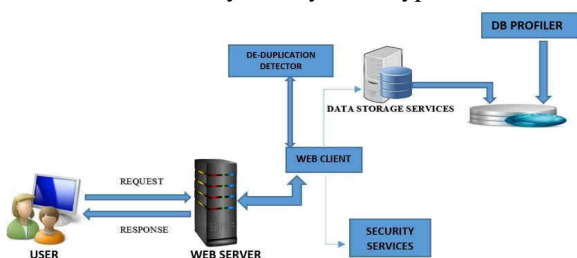 DB PROFILER
DE-DUPLICATION
DETECTOR
DATA STORAGE SERVICES
WEB CLIENT
REQUEST
RESPONSE
SECURITY
SERVICES
USER
WEB SERVER